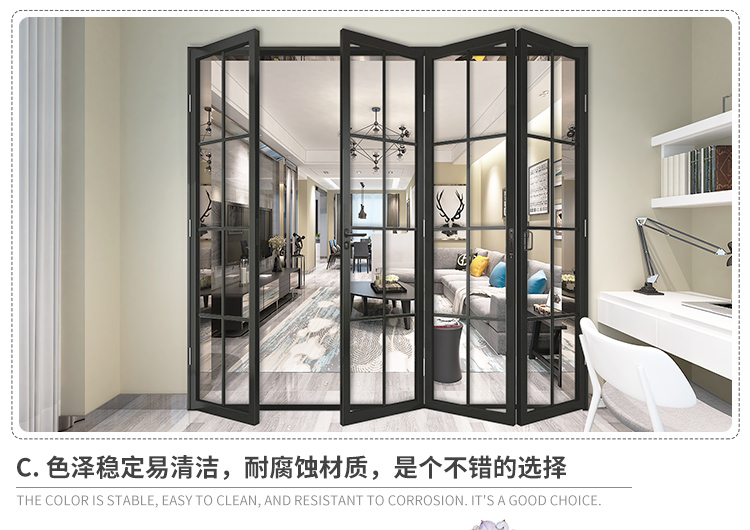 C. 色泽稳定易清洁，耐腐蚀材质，是个不错的选择
THE COLOR IS STABLE, EASY TO CLEAN, AND RESISTANT TO CORROSION. IT'S A GOOD CHOICE.